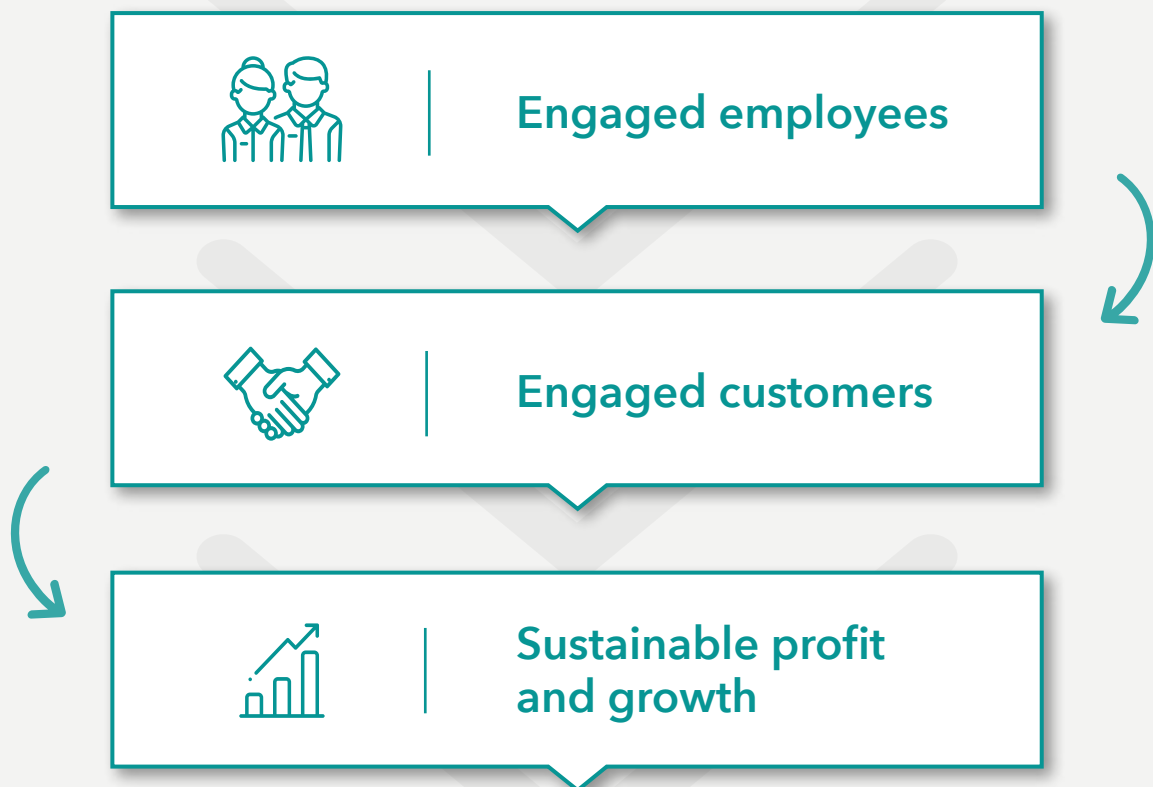 Engaged employees
Engaged customers
Sustainable profit
and growth